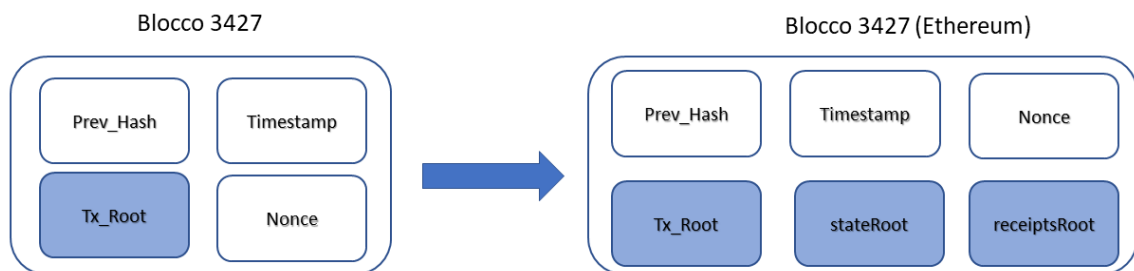 Blocco 3427
Prev_Hash
Timestamp
Tx_Root
Nonce
Blocco 3427 (Ethereum)
Prev_Hash
Timestamp
Nonce
Tx_Root
stateRoot
receiptsRoot